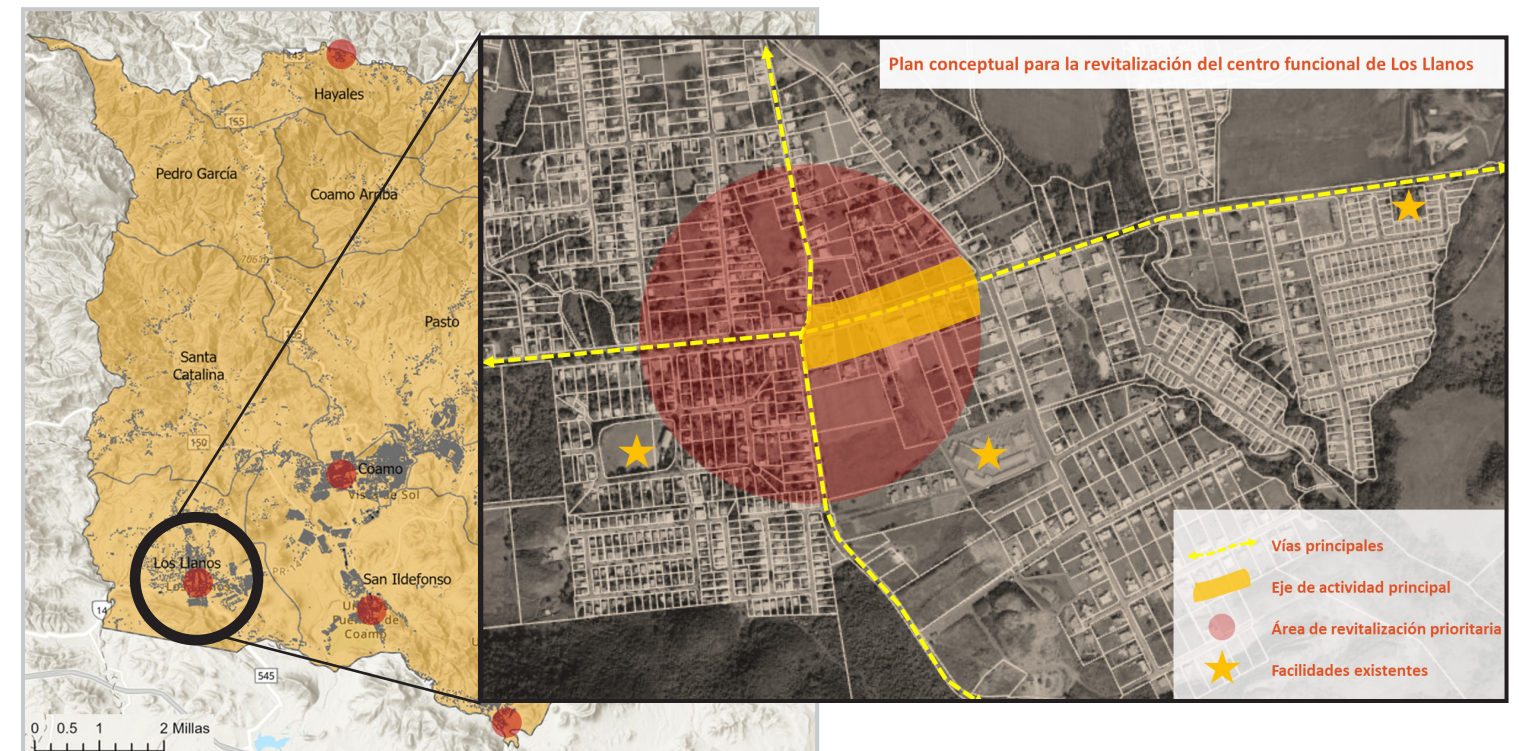 Plan conceptual para la revitalización del centro funcional de Los Llanos
143
Hayales
155
Pedro García
Coamo Arriba
Pasto
Santa
Catalina
150
Coamo
Los Llanos
San Ildefonso
Coamo
14
545
0 0.5 1 2 Millas
Vías principales
Eje de actividad principal
Área de revitalización prioritaria
Facilidades existentes